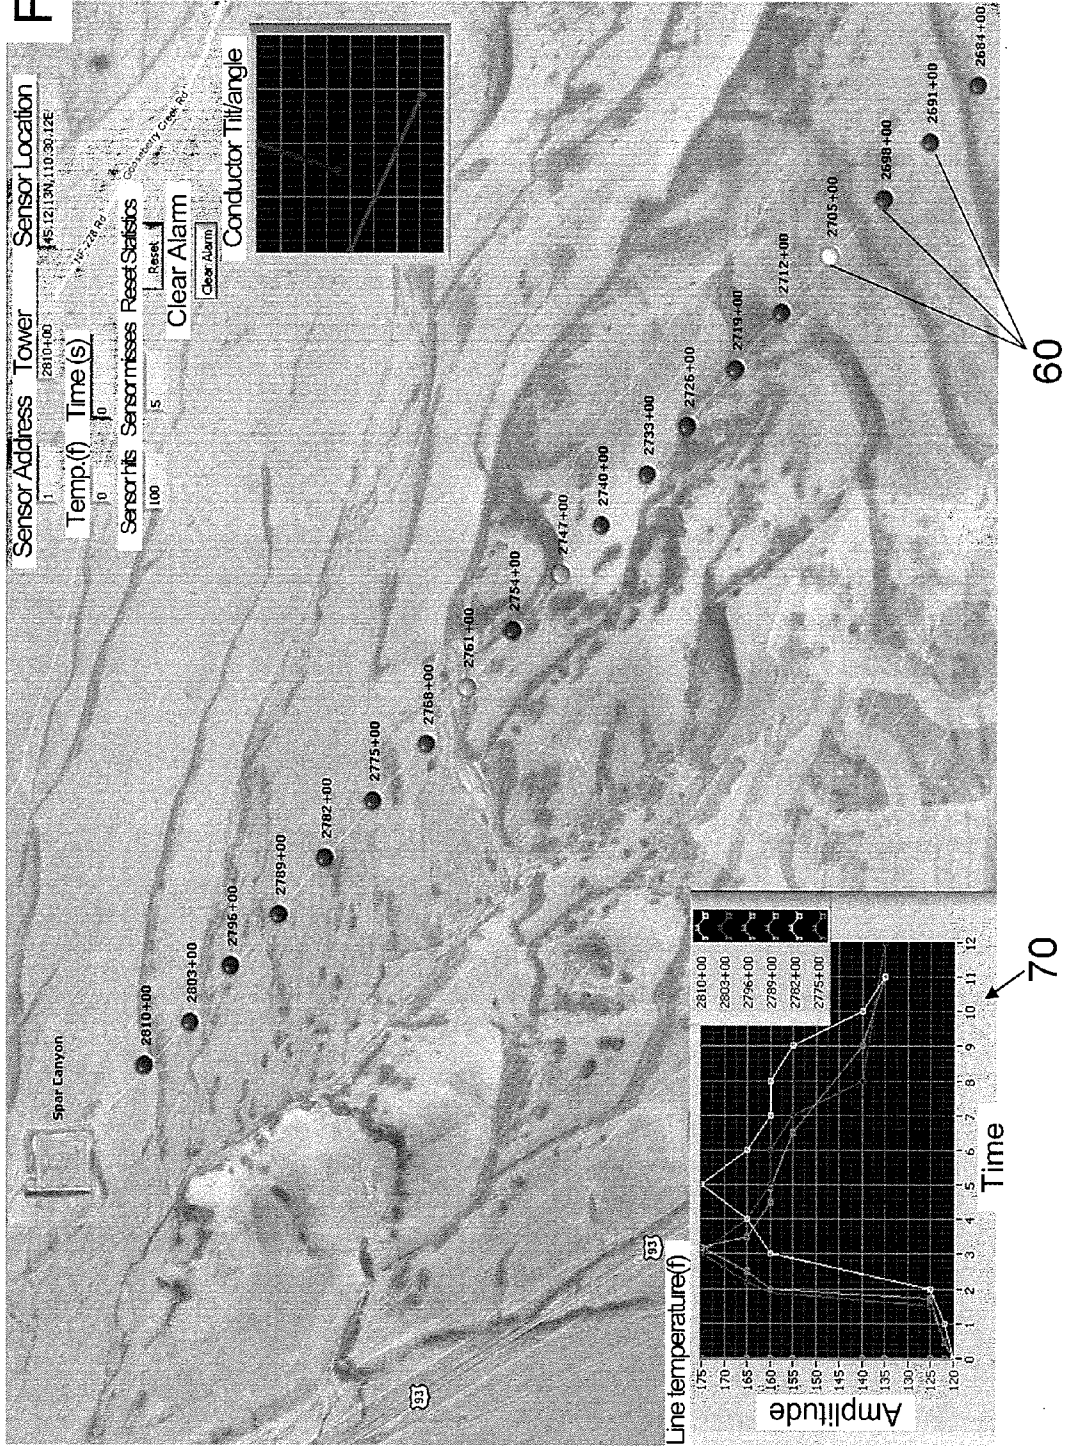 F
Sensor Address Tower Sensor Location
1 2810+00 45.12.13N,110.30.12E
Temp.(f) Time (s)
0 0
Sensor hits Sensor misses Reset Statistics
100 5 Reset
Clear Alarm
Clear Alarm
Conductor Tilt/angle
NF-228 Rd
Gooseberry Creek Rd
Spar Canyon
2810+00
2803+00
2796+00
2789+00
2782+00
2775+00
2768+00
2761+00
2754+00
2747+00
2740+00
2733+00
2726+00
2719+00
2712+00
2705+00
2698+00
2691+00
2684+00
60
93
93
Line temperature(f)
Amplitude
175
170
165
160
155
150
145
140
135
130
125
120
0 1 2 3 4 5 6 7 8 9 10 11 12
Time
2810+00
2803+00
2796+00
2789+00
2782+00
2775+00
70